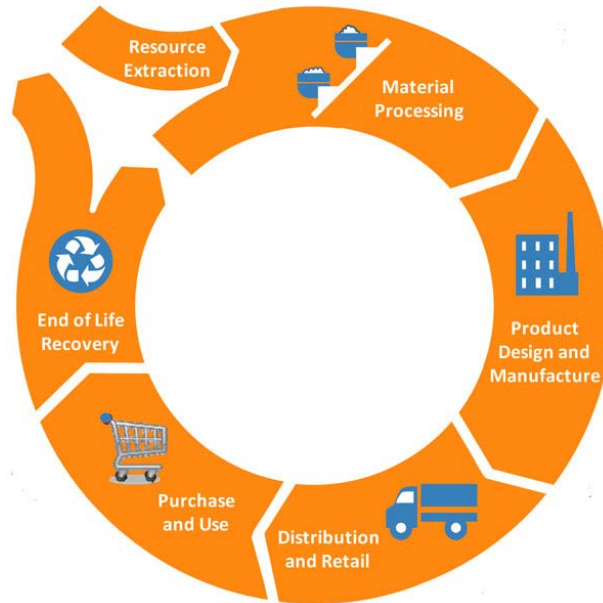 Resource
Extraction
Material
Processing
Product
Design and
Manufacture
Distribution
and Retail
Purchase
and Use
End of Life
Recovery